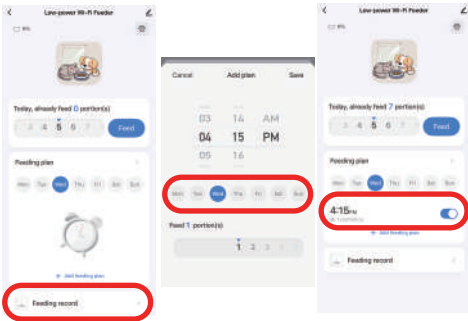 Low-power Wi-Fi Feeder
Today, already feed 0 portion(s)
3 4 5 6 7
Feed
Feeding plan
Mon Tue Wed Thu Fri Sat Sun
Add feeding plan
Feeding record
Cancel Add plan Save
03 14 AM
04 15 PM
05 16
Mon Tue Wed Thu Fri Sat Sun
Feed 1 portion(s)
1 2 3
Low-power Wi-Fi Feeder
Today, already feed 7 portion(s)
3 4 5 6
Feed
Feeding plan
Mon Tue Wed Thu Fri Sat Sun
4:15PM
Add feeding plan
Feeding record